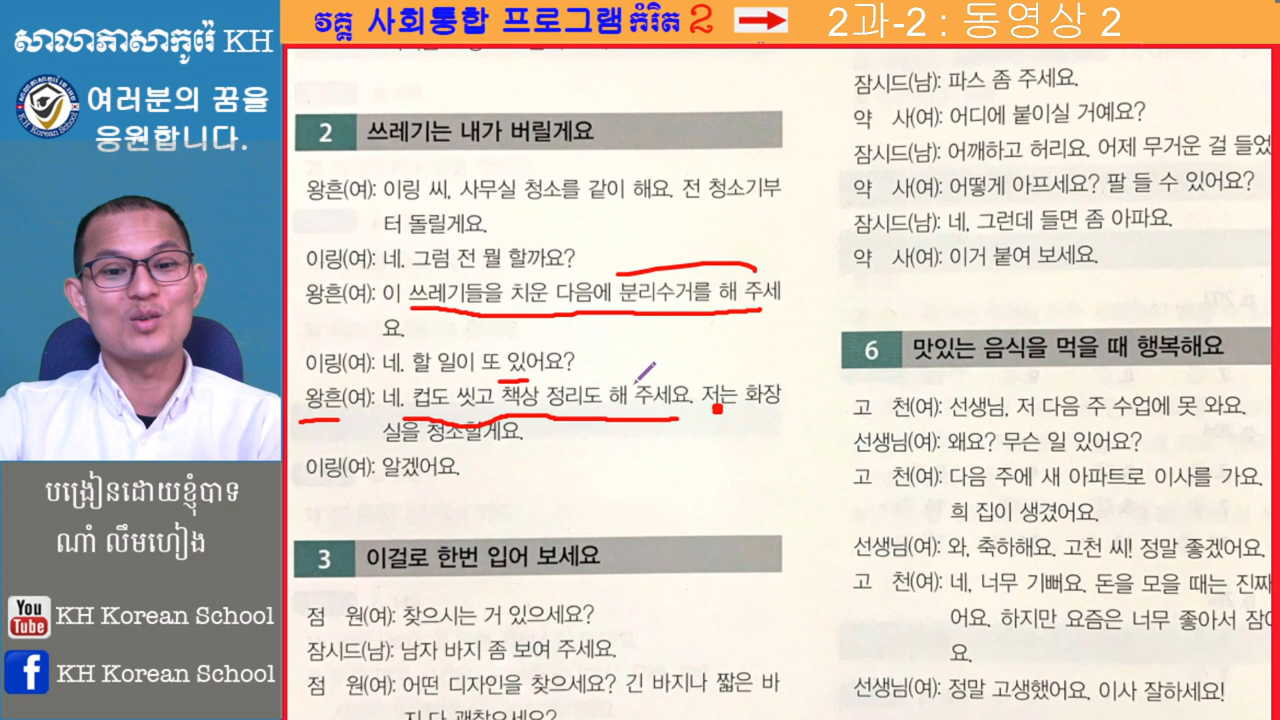 សាលាភាសាកូរ៉េ KH
여러분의 꿈을
응원합니다.
បង្រៀនដោយខ្ញុំបាទ
ណាំ លឹមហៀង
You Tube KH Korean School
f KH Korean School
វគ្គ 사회통합 프로그램 កំរិត 2 2과-2 : 동영상 2
2 쓰레기는 내가 버릴게요
왕흔(여): 이링 씨, 사무실 청소를 같이 해요. 전 청소기부
터 돌릴게요.
이링(여): 네. 그럼 전 뭘 할까요?
왕흔(여): 이 쓰레기들을 치운 다음에 분리수거를 해 주세
요.
이링(여): 네. 할 일이 또 있어요?
왕흔(여): 네. 컵도 씻고 책상 정리도 해 주세요. 저는 화장
실을 청소할게요.
이링(여): 알겠어요.
3 이걸로 한번 입어 보세요
점 원(여): 찾으시는 거 있으세요?
잠시드(남): 남자 바지 좀 보여 주세요.
점 원(여): 어떤 디자인을 찾으세요? 긴 바지나 짧은 바
지 다 괜찮으세요?
잠시드(남): 파스 좀 주세요.
약 사(여): 어디에 붙이실 거예요?
잠시드(남): 어깨하고 허리요. 어제 무거운 걸 들었
약 사(여): 어떻게 아프세요? 팔 들 수 있어요?
잠시드(남): 네, 그런데 들면 좀 아파요.
약 사(여): 이거 붙여 보세요.
6 맛있는 음식을 먹을 때 행복해요
고 천(여): 선생님, 저 다음 주 수업에 못 와요.
선생님(여): 왜요? 무슨 일 있어요?
고 천(여): 다음 주에 새 아파트로 이사를 가요.
희 집이 생겼어요.
선생님(여): 와, 축하해요. 고천 씨! 정말 좋겠어요.
고 천(여): 네, 너무 기뻐요. 돈을 모을 때는 진짜
어요. 하지만 요즘은 너무 좋아서 잠이
요.
선생님(여): 정말 고생했어요. 이사 잘하세요!